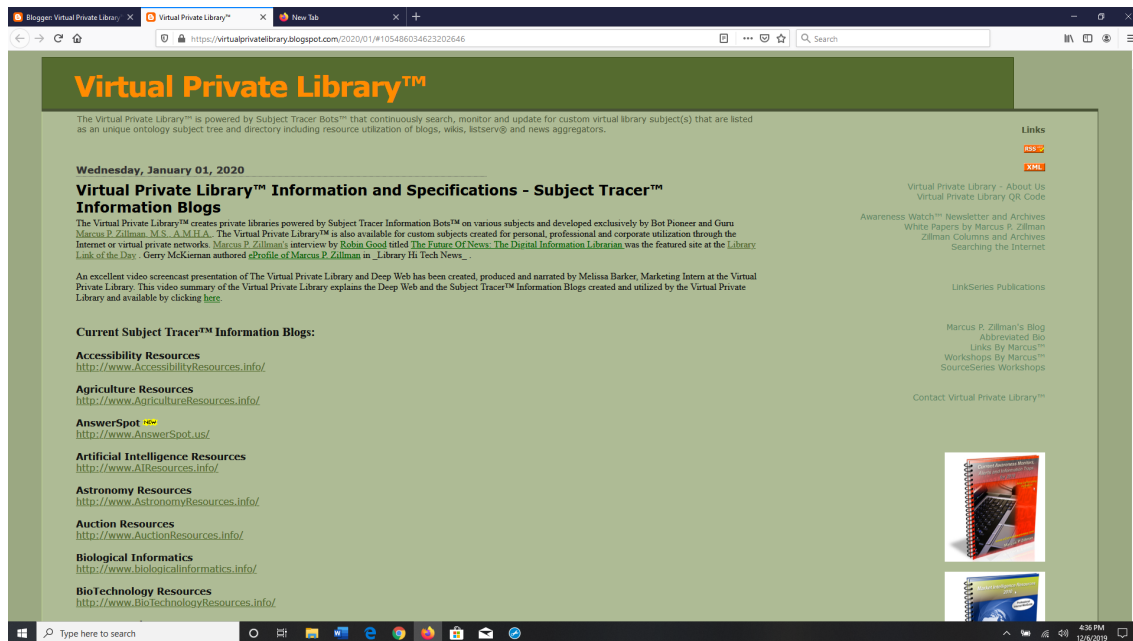 Blogger: Virtual Private Library
Virtual Private Library™
New Tab
https://virtualprivatelibrary.blogspot.com/2020/01/#105486034623202646
Search
Virtual Private Library™
The Virtual Private Library™ is powered by Subject Tracer Bots™ that continuously search, monitor and update for custom virtual library subject(s) that are listed
as an unique ontology subject tree and directory including resource utilization of blogs, wikis, listserv® and news aggregators.
Links
RSS
XML
Wednesday, January 01, 2020
Virtual Private Library™ Information and Specifications - Subject Tracer™
Information Blogs
The Virtual Private Library™ creates private libraries powered by Subject Tracer Information Bots™ on various subjects and developed exclusively by Bot Pioneer and Guru
Marcus P. Zillman, M.S., A.M.H.A.. The Virtual Private Library™ is also available for custom subjects created for personal, professional and corporate utilization through the
Internet or virtual private networks. Marcus P. Zillman's interview by Robin Good titled The Future Of News: The Digital Information Librarian was the featured site at the Library
Link of the Day . Gerry McKiernan authored eProfile of Marcus P. Zillman in _Library Hi Tech News_ .
An excellent video screencast presentation of The Virtual Private Library and Deep Web has been created, produced and narrated by Melissa Barker, Marketing Intern at the Virtual
Private Library. This video summary of the Virtual Private Library explains the Deep Web and the Subject Tracer™ Information Blogs created and utilized by the Virtual Private
Library and available by clicking here.
Current Subject Tracer™ Information Blogs:
Accessibility Resources
http://www.AccessibilityResources.info/
Agriculture Resources
http://www.AgricultureResources.info/
AnswerSpot NEW
http://www.AnswerSpot.us/
Artificial Intelligence Resources
http://www.AIResources.info/
Astronomy Resources
http://www.AstronomyResources.info/
Auction Resources
http://www.AuctionResources.info/
Biological Informatics
http://www.biologicalinformatics.info/
BioTechnology Resources
http://www.BioTechnologyResources.info/
Virtual Private Library - About Us
Virtual Private Library QR Code
Awareness Watch™ Newsletter and Archives
White Papers by Marcus P. Zillman
Zillman Columns and Archives
Searching the Internet
LinkSeries Publications
Marcus P. Zillman's Blog
Abbreviated Bio
Links By Marcus™
Workshops By Marcus™
SourceSeries Workshops
Contact Virtual Private Library™
Type here to search
4:36 PM
12/6/2019